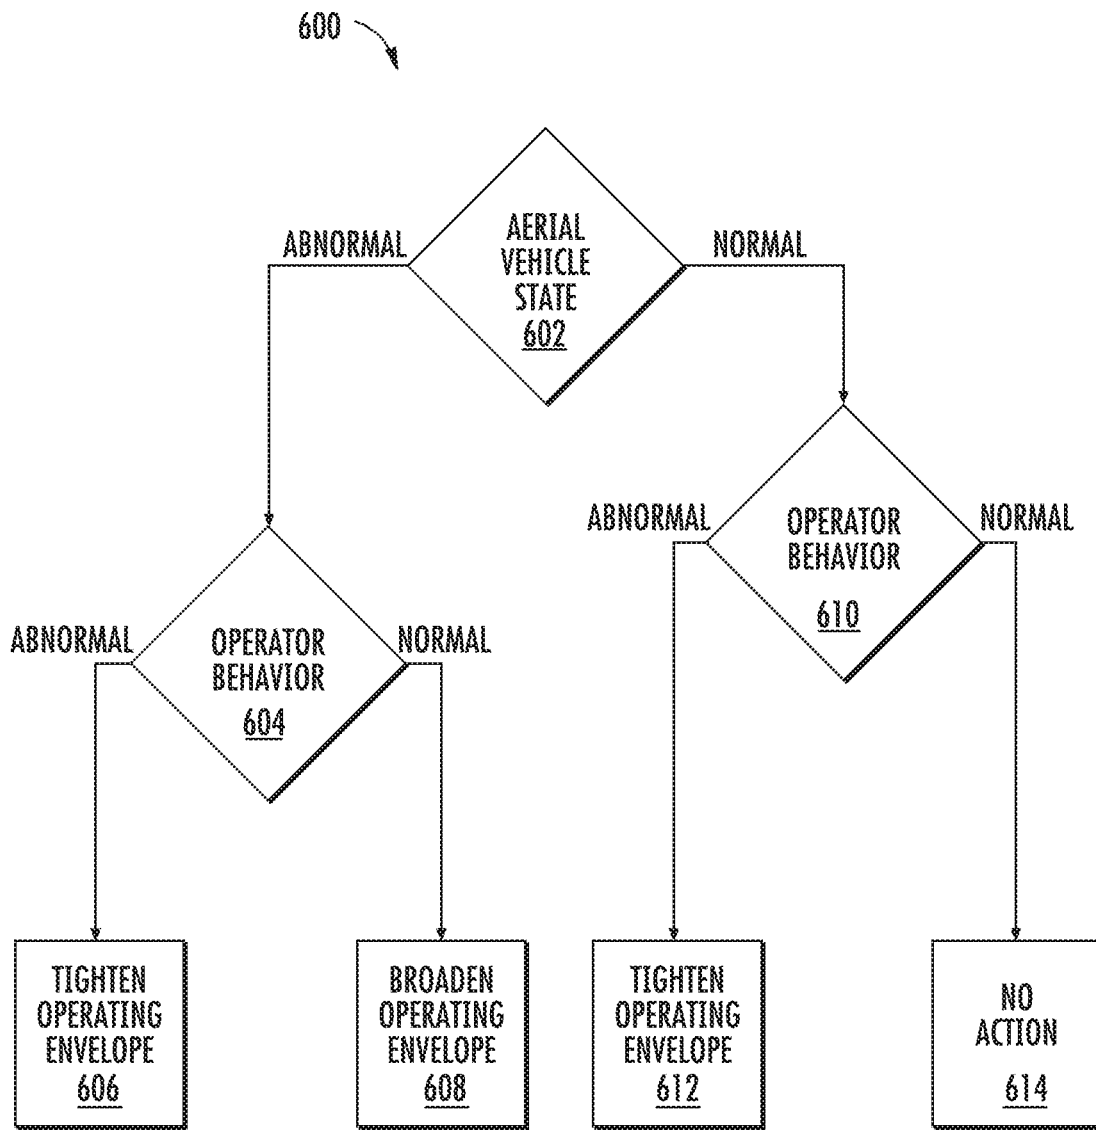 600
AERIAL
VEHICLE
STATE
602
ABNORMAL
NORMAL
OPERATOR
BEHAVIOR
610
ABNORMAL
NORMAL
OPERATOR
BEHAVIOR
604
ABNORMAL
NORMAL
TIGHTEN
OPERATING
ENVELOPE
606
BROADEN
OPERATING
ENVELOPE
608
TIGHTEN
OPERATING
ENVELOPE
612
NO
ACTION
614